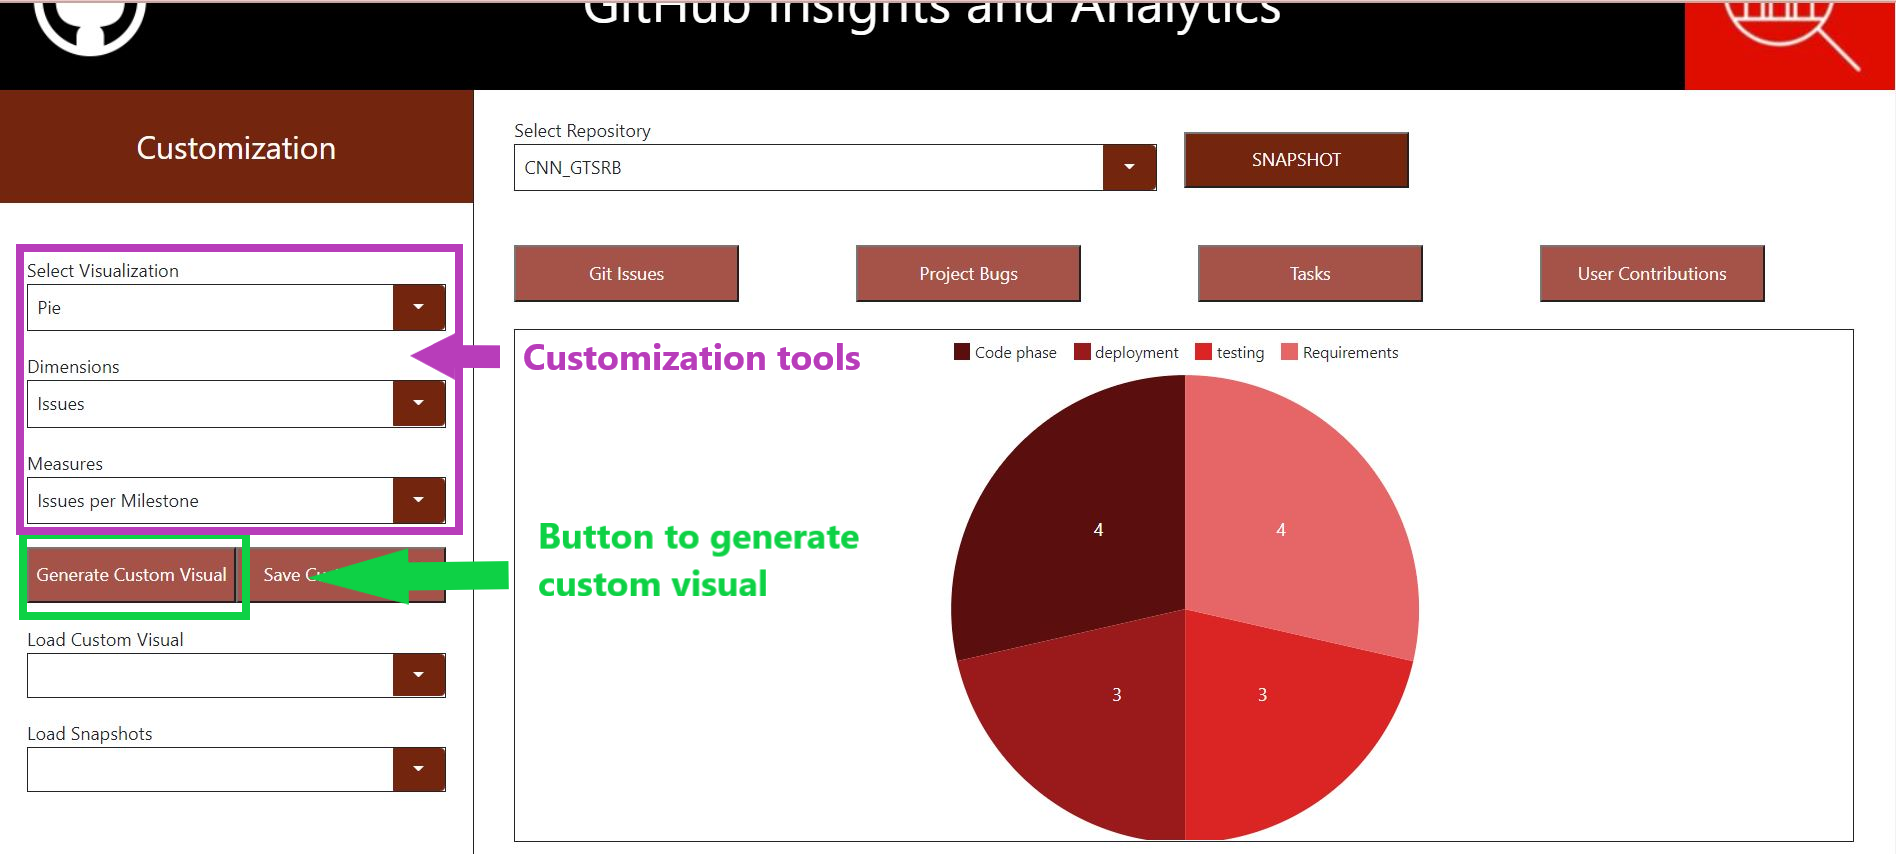 GitHub Insights and Analytics
Customization
Select Repository
CNN_GTSRB
SNAPSHOT
Select Visualization
Pie
Dimensions
Issues
Measures
Issues per Milestone
Generate Custom Visual
Save
Load Custom Visual
Load Snapshots
Git Issues
Project Bugs
Tasks
User Contributions
Customization tools
Button to generate
custom visual
Code phase
deployment
testing
Requirements
4
4
3
3